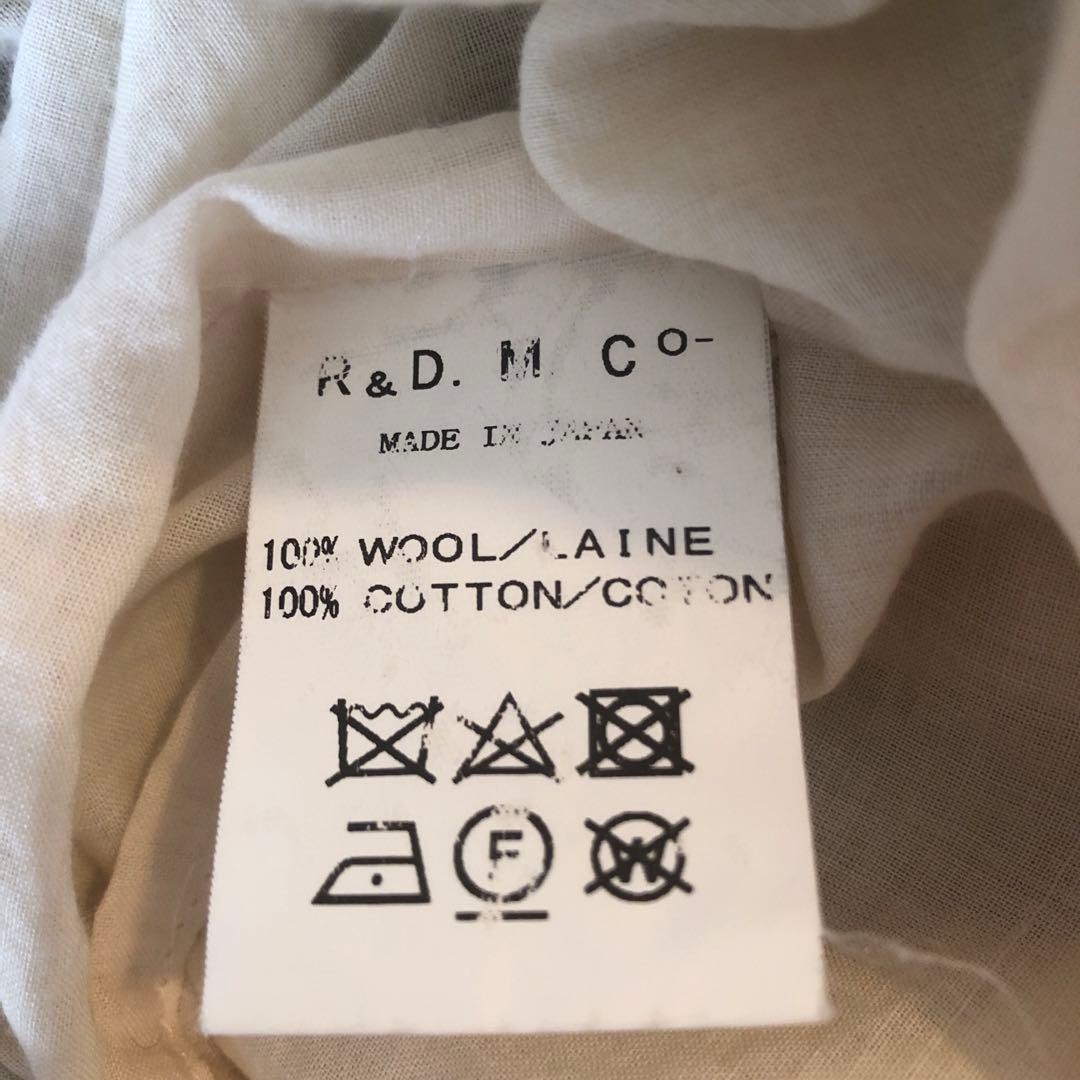 R&D. M. Co-
MADE IN JAPAN
100% WOOL/LAINE
100% COTTON/COTON
F
W